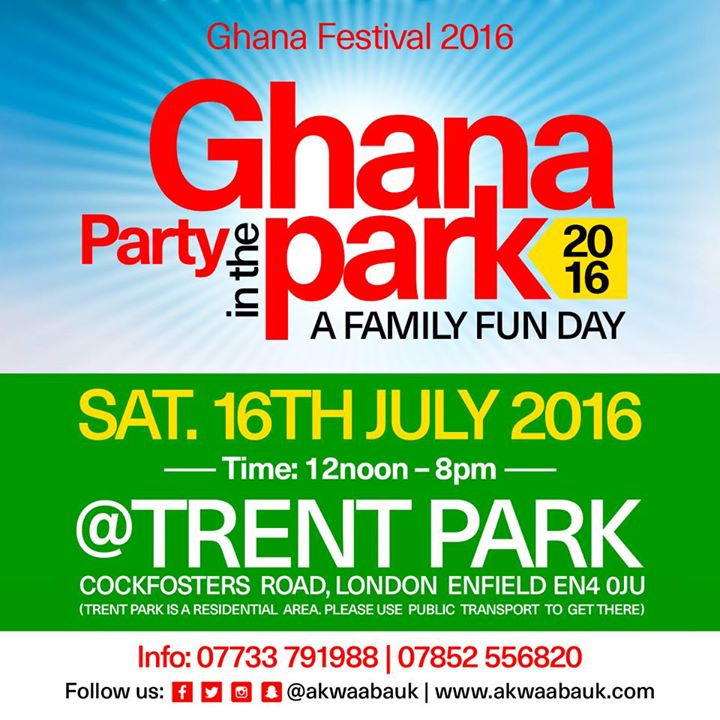 Ghana Festival 2016
Ghana
Party in the park 2016
A FAMILY FUN DAY
SAT. 16TH JULY 2016
Time: 12noon – 8pm
@TRENT PARK
COCKFOSTERS ROAD, LONDON ENFIELD EN4 0JU
(TRENT PARK IS A RESIDENTIAL AREA. PLEASE USE PUBLIC TRANSPORT TO GET THERE)
Info: 07733 791988 | 07852 556820
Follow us: @akwaabauk | www.akwaabauk.com